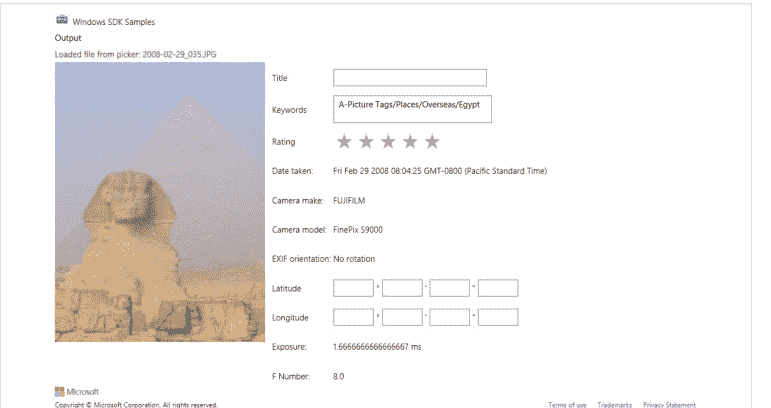 Windows SDK Samples
Output
Loaded file from picker: 2008-02-29_035.JPG
Title
Keywords A-Picture Tags/Places/Overseas/Egypt
Rating
Date taken: Fri Feb 29 2008 08:04:25 GMT-0800 (Pacific Standard Time)
Camera make: FUJIFILM
Camera model: FinePix S9000
EXIF orientation: No rotation
Latitude ° ' "
Longitude ° ' "
Exposure: 1.6666666666666667 ms
F Number: 8.0
Microsoft
Copyright © Microsoft Corporation. All rights reserved. Terms of use Trademarks Privacy Statement